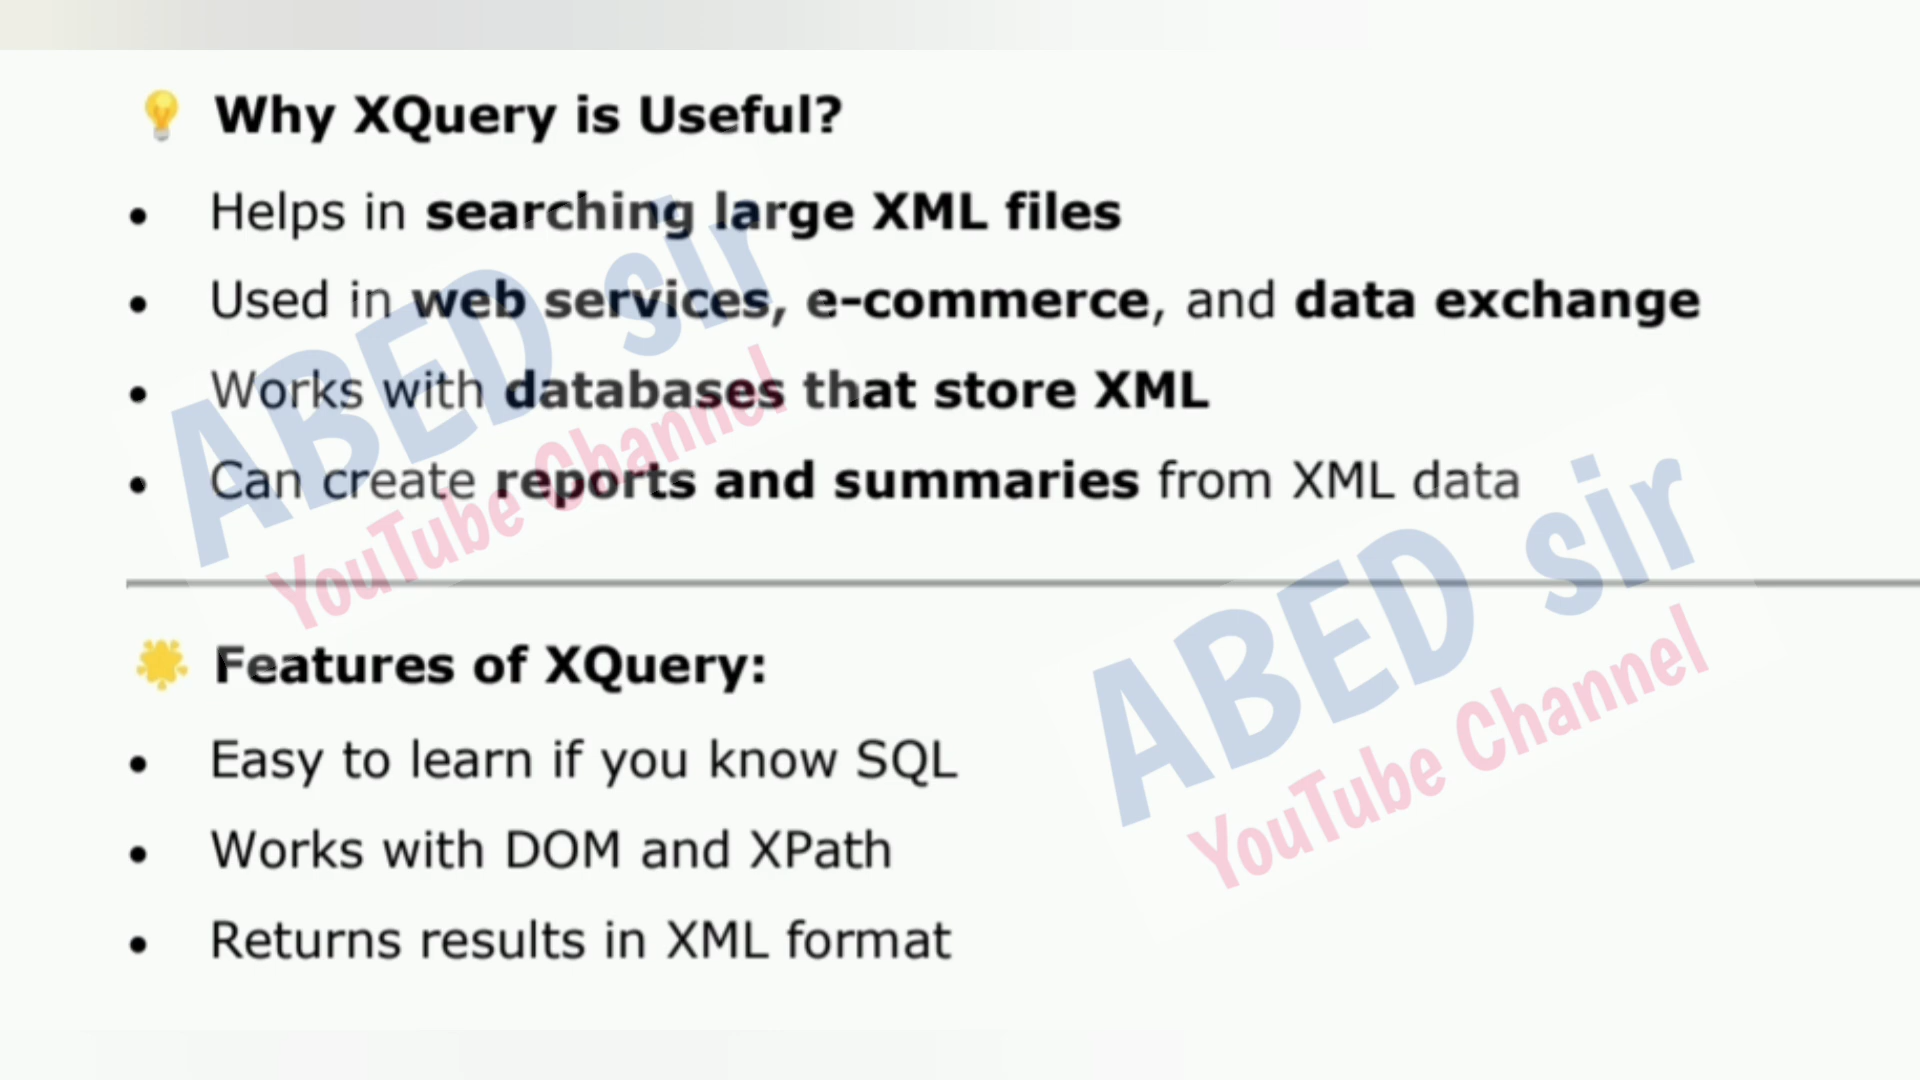 💡 Why XQuery is Useful?
• Helps in searching large XML files
• Used in web services, e-commerce, and data exchange
• Works with databases that store XML
• Can create reports and summaries from XML data
ABED sir
YouTube Channel
🌟 Features of XQuery:
• Easy to learn if you know SQL
• Works with DOM and XPath
• Returns results in XML format
ABED sir
YouTube Channel